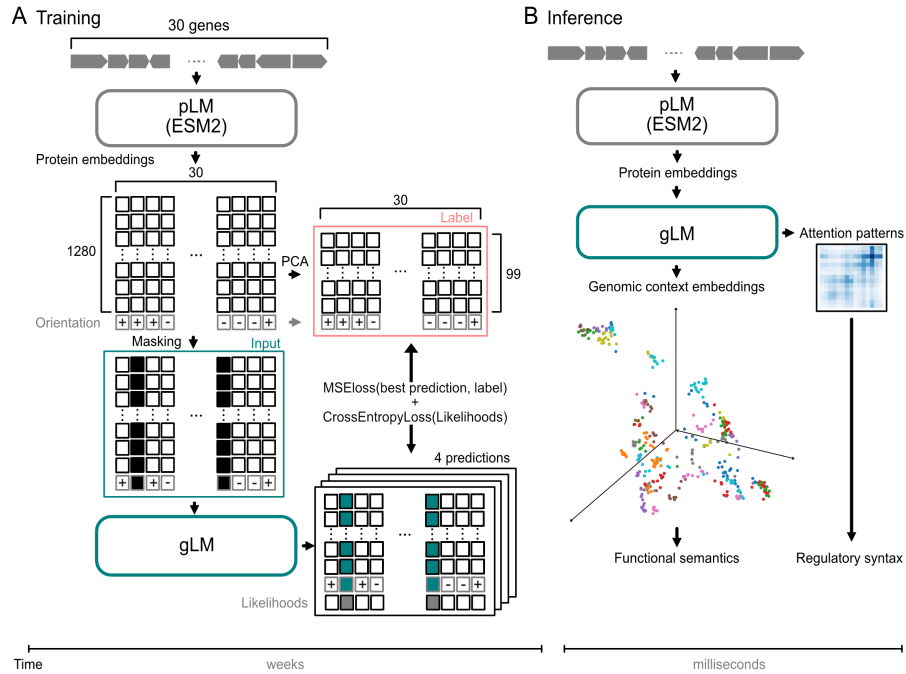 A Training
30 genes
pLM
(ESM2)
Protein embeddings
30
1280
Orientation
+ + + - - - - +
PCA
30
Label
99
+ + + - - - - +
Masking
Input
+ - + - - - +
gLM
MSEloss(best prediction, label)
+
CrossEntropyLoss(Likelihoods)
4 predictions
+ + - - - +
Likelihoods
B Inference
pLM
(ESM2)
Protein embeddings
gLM
Attention patterns
Genomic context embeddings
Functional semantics
Regulatory syntax
Time
weeks
milliseconds